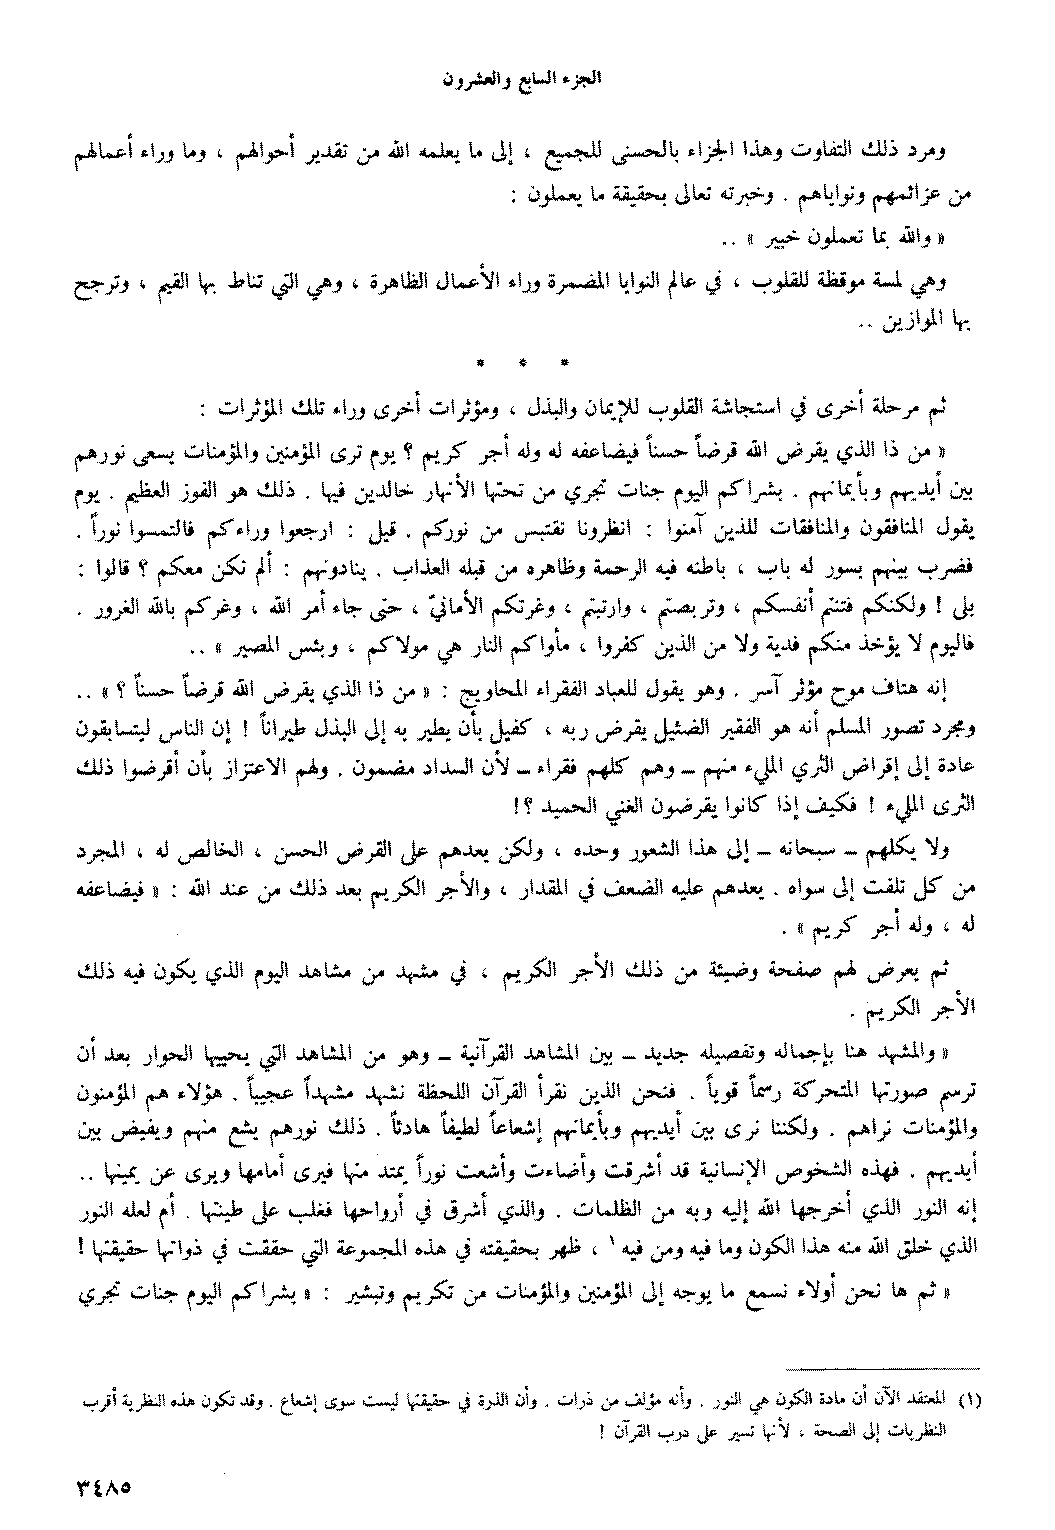 الجزء السابع والعشرون
ومرد ذلك التفاوت وهذا الجزاء بالحسنى للجميع ، إلى ما يعلمه الله من تقدير أحوالهم ، وما وراء أعمالهم
من عزائمهم ونواياهم . وخبرته تعالى بحقيقة ما يعملون :
« والله بما تعملون خبير » ..
وهي لمسة موقظة للقلوب ، في عالم النوايا المضمرة وراء الأعمال الظاهرة ، وهي التي تناط بها القيم ، وترجح
بها الموازين ..
* * *
ثم مرحلة أخرى في استجاشة القلوب للإيمان والبذل ، ومؤثرات أخرى وراء تلك المؤثرات :
« من ذا الذي يقرض الله قرضاً حسناً فيضاعفه له وله أجر كريم ؟ يوم ترى المؤمنين والمؤمنات يسعى نورهم
بين أيديهم وبأيمانهم . بشراكم اليوم جنات تجري من تحتها الأنهار خالدين فيها . ذلك هو الفوز العظيم . يوم
يقول المنافقون والمنافقات للذين آمنوا : انظرونا نقتبس من نوركم . قيل : ارجعوا وراءكم فالتمسوا نوراً .
فضرب بينهم بسور له باب ، باطنه فيه الرحمة وظاهره من قبله العذاب . ينادونهم : ألم نكن معكم ؟ قالوا :
بلى ! ولكنكم فتنتم أنفسكم ، وتربصتم ، وارتبتم ، وغرتكم الأمانيّ ، حتى جاء أمر الله ، وغركم بالله الغرور .
فاليوم لا يؤخذ منكم فدية ولا من الذين كفروا ، مأواكم النار هي مولاكم ، وبئس المصير » ..
إنه هتاف موح مؤثر آسر . وهو يقول للعباد الفقراء المحاويج : « من ذا الذي يقرض الله قرضاً حسناً ؟ » ..
ومجرد تصور المسلم أنه هو الفقير الضئيل يقرض ربه ، كفيل بأن يطير به إلى البذل طيراناً ! إن الناس ليتسابقون
عادة إلى إقراض الثري المليء منهم – وهم كلهم فقراء – لأن السداد مضمون . ولهم الاعتزاز بأن أقرضوا ذلك
الثرى المليء ! فكيف إذا كانوا يقرضون الغني الحميد ؟!
ولا يكلهم – سبحانه – إلى هذا الشعور وحده ، ولكن يعدهم على القرض الحسن ، الخالص له ، المجرد
من كل تلفت إلى سواه . يعدهم عليه الضعف في المقدار ، والأجر الكريم بعد ذلك من عند الله : « فيضاعفه
له ، وله أجر كريم » .
ثم يعرض لهم صفحة وضيئة من ذلك الأجر الكريم ، في مشهد من مشاهد اليوم الذي يكون فيه ذلك
الأجر الكريم .
« والمشهد هنا بإجماله وتفصيله جديد – بين المشاهد القرآنية – وهو من المشاهد التي يحييها الحوار بعد أن
ترسم صورتها المتحركة رسماً قوياً . فنحن الذين نقرأ القرآن اللحظة نشهد مشهداً عجيباً . هؤلاء هم المؤمنون
والمؤمنات نراهم . ولكننا نرى بين أيديهم وبأيمانهم إشعاعاً لطيفاً هادئاً . ذلك نورهم يشع منهم ويفيض بين
أيديهم . فهذه الشخوص الإنسانية قد أشرقت وأضاءت وأشعت نوراً يمتد منها فيرى أمامها ويرى عن يمينها ..
إنه النور الذي أخرجها الله إليه وبه من الظلمات . والذي أشرق في أرواحها فغلب على طينتها . أم لعله النور
الذي خلق الله منه هذا الكون وما فيه ومن فيه ١ ، ظهر بحقيقته في هذه المجموعة التي حققت في ذواتها حقيقتها !
« ثم ها نحن أولاء نسمع ما يوجه إلى المؤمنين والمؤمنات من تكريم وتبشير : « بشراكم اليوم جنات تجري
(١) المعتقد الآن أن مادة الكون هي النور . وأنه مؤلف من ذرات . وأن الذرة في حقيقتها ليست سوى إشعاع . وقد تكون هذه النظرية أقرب
النظريات إلى الصحة ، لأنها تسير على درب القرآن !
٣٤٨٥